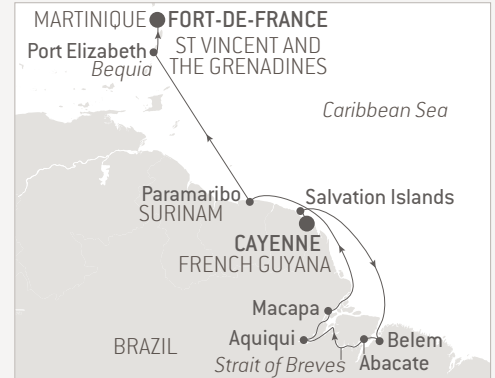 MARTINIQUE FORT-DE-FRANCE
Port Elizabeth
Bequia
ST VINCENT AND
THE GRENADINES
Caribbean Sea
Paramaribo
SURINAM
Salvation Islands
CAYENNE
FRENCH GUYANA
Macapa
Aquiqui
BRAZIL
Strait of Breves
Belem
Abacate